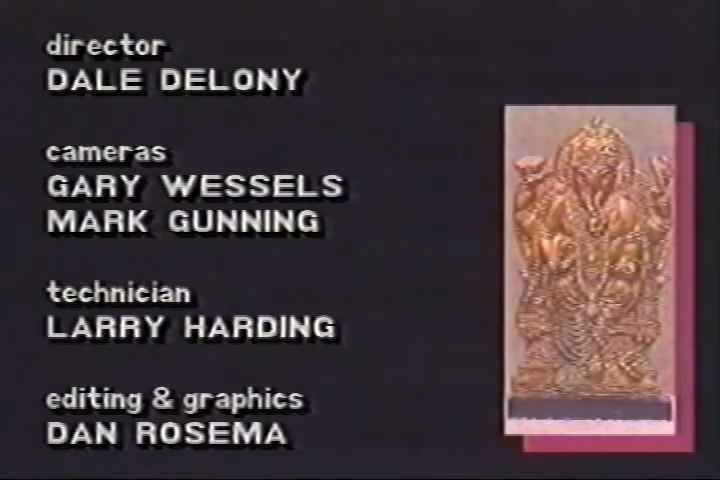 director
DALE DELONY
cameras
GARY WESSELS
MARK GUNNING
technician
LARRY HARDING
editing & graphics
DAN ROSEMA